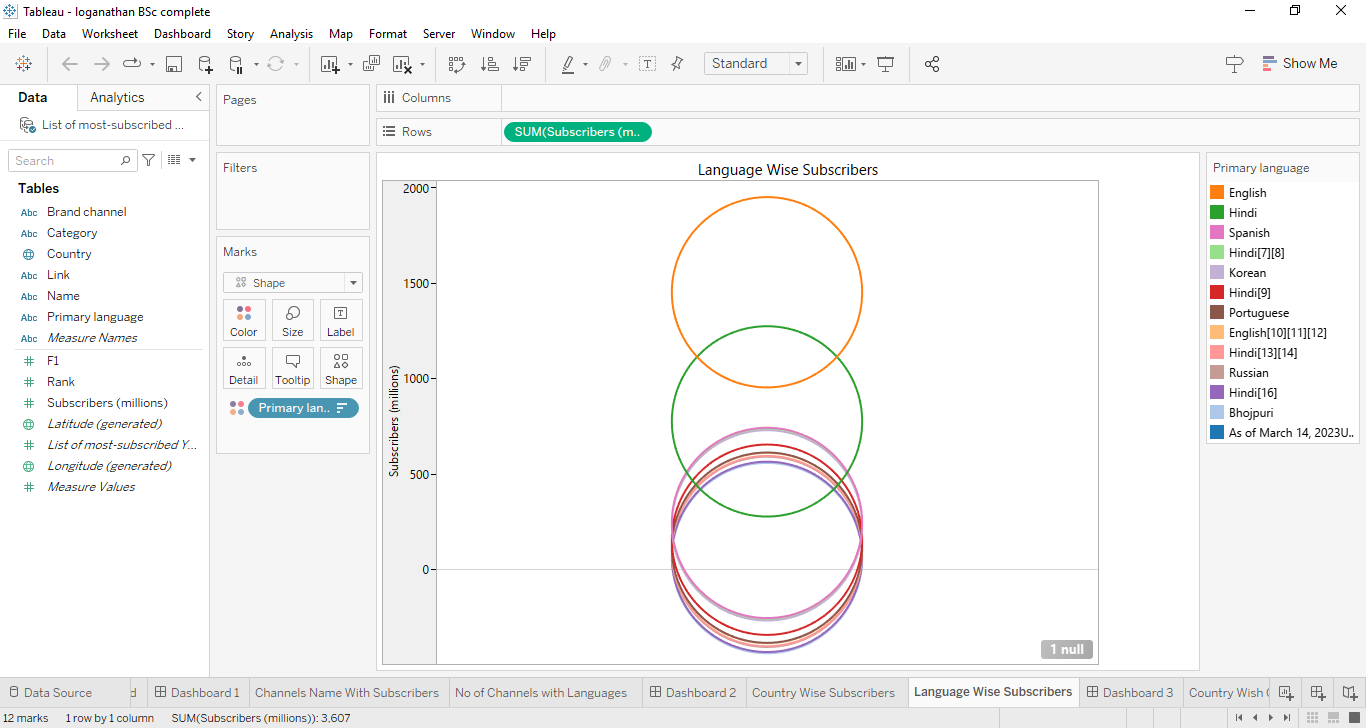 Tableau - loganathan BSc complete
File Data Worksheet Dashboard Story Analysis Map Format Server Window Help
Standard
Show Me
Data Analytics
List of most-subscribed ...
Search
Tables
Abc Brand channel
Abc Category
Country
Abc Link
Abc Name
Abc Primary language
Abc Measure Names
F1
Rank
Subscribers (millions)
Latitude (generated)
List of most-subscribed Y...
Longitude (generated)
Measure Values
Pages
Filters
Marks
Shape
Color Size Label
Detail Tooltip Shape
Primary lan..
Columns
Rows SUM(Subscribers (m..
Language Wise Subscribers
2000
1500
1000
500
0
Subscribers (millions)
1 null
Primary language
English
Hindi
Spanish
Hindi[7][8]
Korean
Hindi[9]
Portuguese
English[10][11][12]
Hindi[13][14]
Russian
Hindi[16]
Bhojpuri
As of March 14, 2023U..
Data Source d Dashboard 1 Channels Name With Subscribers No of Channels with Languages Dashboard 2 Country Wise Subscribers Language Wise Subscribers Dashboard 3 Country Wish
12 marks 1 row by 1 column SUM(Subscribers (millions)): 3,607